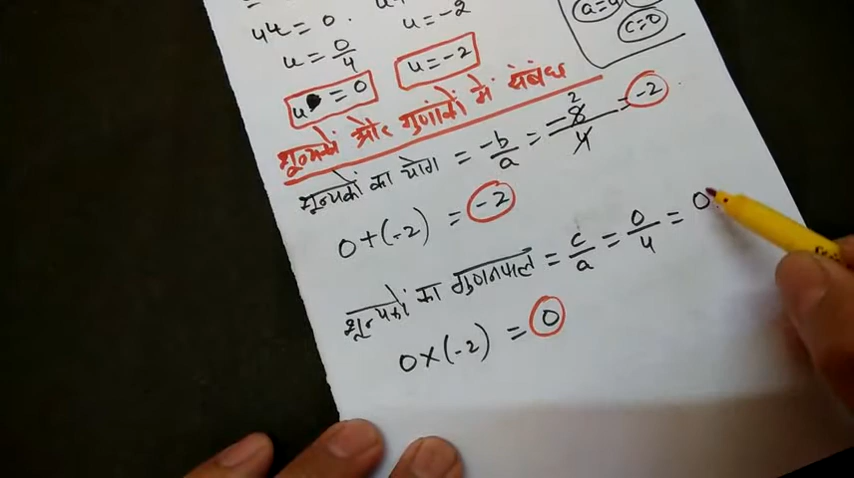 4u = 0. u = -2
u = 0/4
u = 0 u = -2
c=0
शून्यकों और गुणांकों में संबंध
शून्यकों का योग = -b/a = -8/4 = -2
2
0+(-2) = -2
शून्यकों का गुणनफल = c/a = 0/4 = 0
0×(-2) = 0